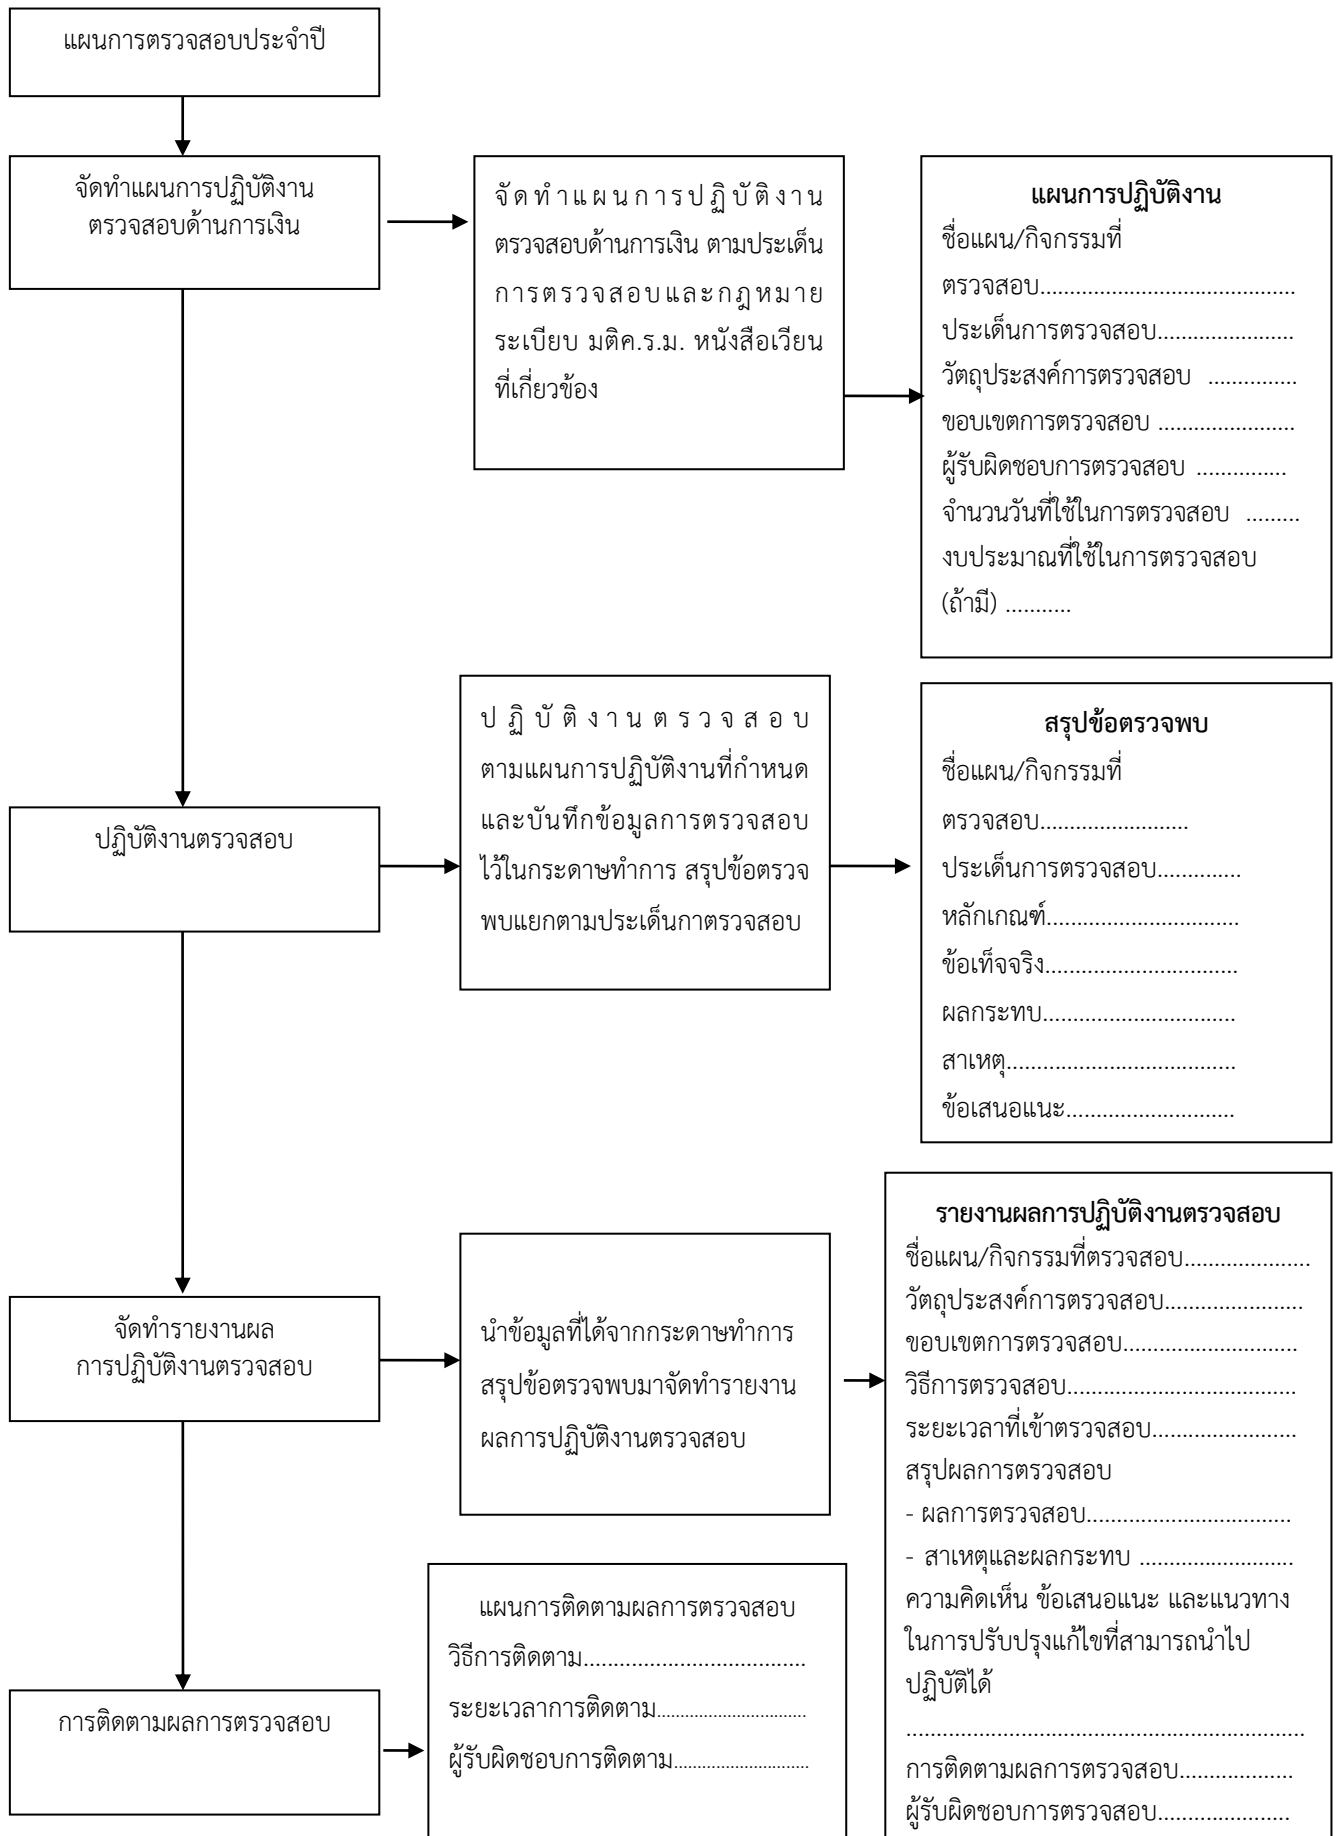 แผนการตรวจสอบประจำปี
จัดทำแผนการปฏิบัติงาน
ตรวจสอบด้านการเงิน
จัดทำแผนการปฏิบัติงาน
ตรวจสอบด้านการเงิน ตามประเด็น
การตรวจสอบและกฎหมาย
ระเบียบ มติค.ร.ม. หนังสือเวียน
ที่เกี่ยวข้อง
แผนการปฏิบัติงาน
ชื่อแผน/กิจกรรมที่
ตรวจสอบ...........................................
ประเด็นการตรวจสอบ.......................
วัตถุประสงค์การตรวจสอบ ...............
ขอบเขตการตรวจสอบ .......................
ผู้รับผิดชอบการตรวจสอบ ...............
จำนวนวันที่ใช้ในการตรวจสอบ .........
งบประมาณที่ใช้ในการตรวจสอบ
(ถ้ามี) ...........
ปฏิบัติงานตรวจสอบ
ปฏิบัติงานตรวจสอบ
ตามแผนการปฏิบัติงานที่กำหนด
และบันทึกข้อมูลการตรวจสอบ
ไว้ในกระดาษทำการ สรุปข้อตรวจ
พบแยกตามประเด็นกาตรวจสอบ
สรุปข้อตรวจพบ
ชื่อแผน/กิจกรรมที่
ตรวจสอบ.........................
ประเด็นการตรวจสอบ..............
หลักเกณฑ์................................
ข้อเท็จจริง................................
ผลกระทบ................................
สาเหตุ......................................
ข้อเสนอแนะ............................
จัดทำรายงานผล
การปฏิบัติงานตรวจสอบ
นำข้อมูลที่ได้จากกระดาษทำการ
สรุปข้อตรวจพบมาจัดทำรายงาน
ผลการปฏิบัติงานตรวจสอบ
รายงานผลการปฏิบัติงานตรวจสอบ
ชื่อแผน/กิจกรรมที่ตรวจสอบ.....................
วัตถุประสงค์การตรวจสอบ.......................
ขอบเขตการตรวจสอบ.............................
วิธีการตรวจสอบ......................................
ระยะเวลาที่เข้าตรวจสอบ........................
สรุปผลการตรวจสอบ
- ผลการตรวจสอบ..................................
- สาเหตุและผลกระทบ .........................
ความคิดเห็น ข้อเสนอแนะ และแนวทาง
ในการปรับปรุงแก้ไขที่สามารถนำไป
ปฏิบัติได้
..................................................................
การติดตามผลการตรวจสอบ...................
ผู้รับผิดชอบการตรวจสอบ......................
การติดตามผลการตรวจสอบ
แผนการติดตามผลการตรวจสอบ
วิธีการติดตาม.....................................
ระยะเวลาการติดตาม...............................
ผู้รับผิดชอบการติดตาม............................